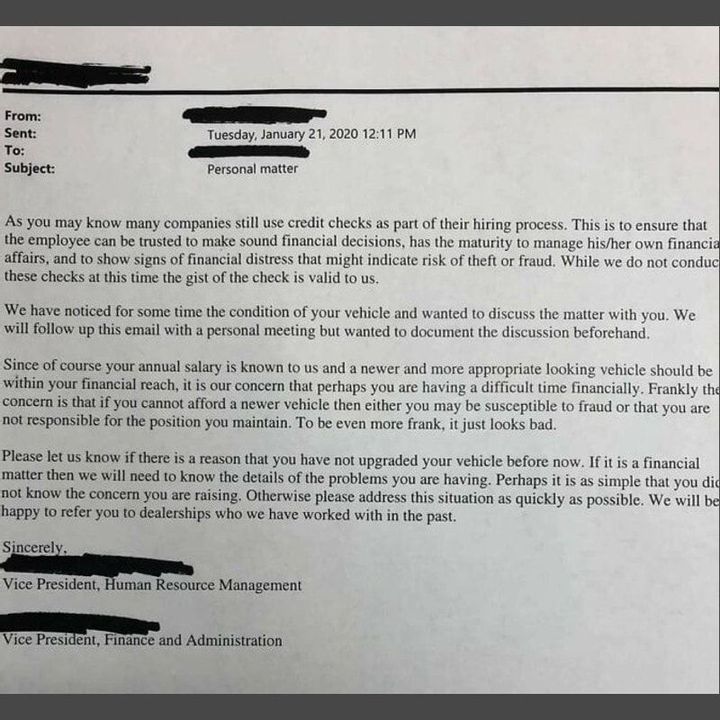 From:
Sent: Tuesday, January 21, 2020 12:11 PM
To:
Subject: Personal matter
As you may know many companies still use credit checks as part of their hiring process. This is to ensure that
the employee can be trusted to make sound financial decisions, has the maturity to manage his/her own financia
affairs, and to show signs of financial distress that might indicate risk of theft or fraud. While we do not conduc
these checks at this time the gist of the check is valid to us.
We have noticed for some time the condition of your vehicle and wanted to discuss the matter with you. We
will follow up this email with a personal meeting but wanted to document the discussion beforehand.
Since of course your annual salary is known to us and a newer and more appropriate looking vehicle should be
within your financial reach, it is our concern that perhaps you are having a difficult time financially. Frankly the
concern is that if you cannot afford a newer vehicle then either you may be susceptible to fraud or that you are
not responsible for the position you maintain. To be even more frank, it just looks bad.
Please let us know if there is a reason that you have not upgraded your vehicle before now. If it is a financial
matter then we will need to know the details of the problems you are having. Perhaps it is as simple that you did
not know the concern you are raising. Otherwise please address this situation as quickly as possible. We will be
happy to refer you to dealerships who we have worked with in the past.
Sincerely,
Vice President, Human Resource Management
Vice President, Finance and Administration